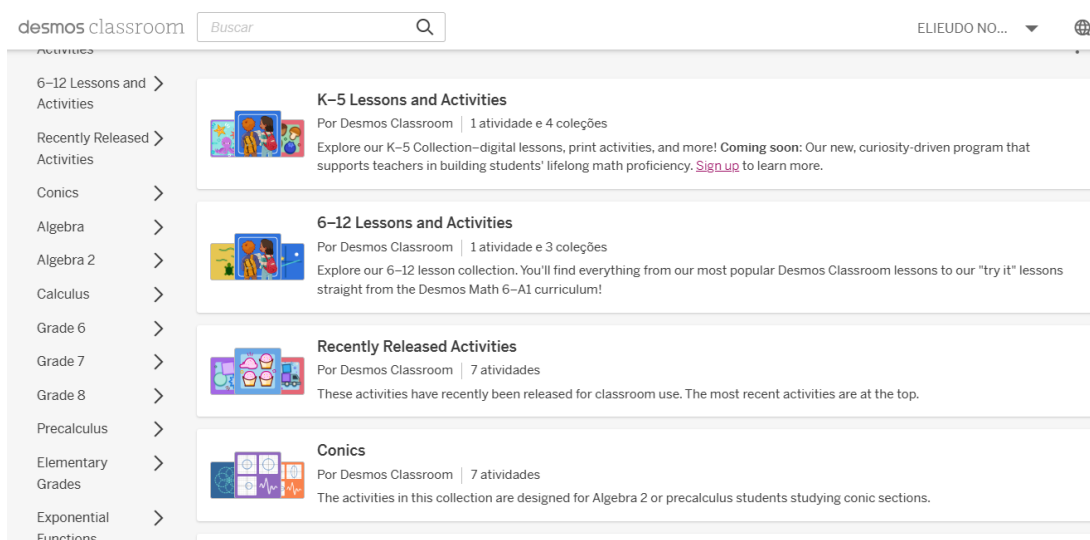 desmos classroom
Buscar
ELIEUDO NO...
Activities
6–12 Lessons and
Activities
Recently Released
Activities
Conics
Algebra
Algebra 2
Calculus
Grade 6
Grade 7
Grade 8
Precalculus
Elementary
Grades
Exponential
Functions
K–5 Lessons and Activities
Por Desmos Classroom | 1 atividade e 4 coleções
Explore our K–5 Collection–digital lessons, print activities, and more! Coming soon: Our new, curiosity-driven program that
supports teachers in building students' lifelong math proficiency. Sign up to learn more.
6–12 Lessons and Activities
Por Desmos Classroom | 1 atividade e 3 coleções
Explore our 6–12 lesson collection. You'll find everything from our most popular Desmos Classroom lessons to our "try it" lessons
straight from the Desmos Math 6–A1 curriculum!
Recently Released Activities
Por Desmos Classroom | 7 atividades
These activities have recently been released for classroom use. The most recent activities are at the top.
Conics
Por Desmos Classroom | 7 atividades
The activities in this collection are designed for Algebra 2 or precalculus students studying conic sections.